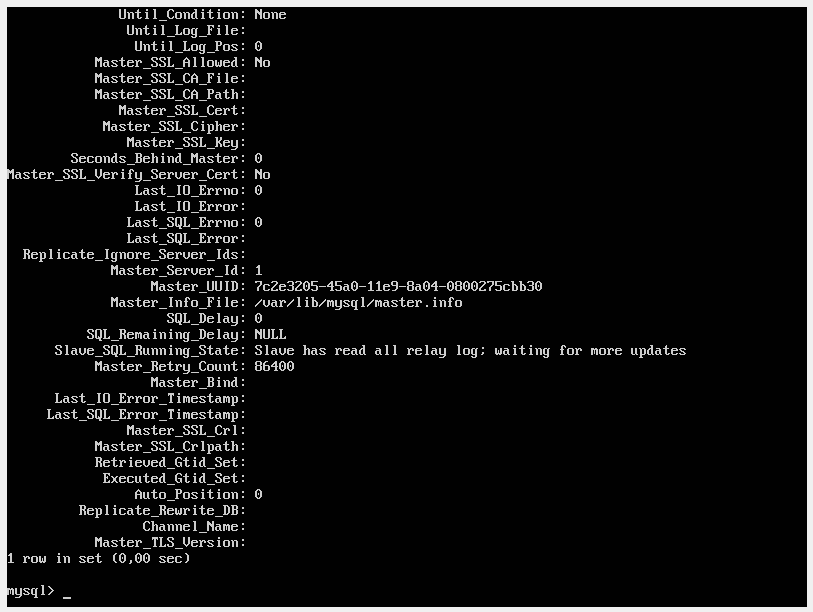 Until_Condition: None
Until_Log_File:
Until_Log_Pos: 0
Master_SSL_Allowed: No
Master_SSL_CA_File:
Master_SSL_CA_Path:
Master_SSL_Cert:
Master_SSL_Cipher:
Master_SSL_Key:
Seconds_Behind_Master: 0
Master_SSL_Verify_Server_Cert: No
Last_IO_Errno: 0
Last_IO_Error:
Last_SQL_Errno: 0
Last_SQL_Error:
Replicate_Ignore_Server_Ids:
Master_Server_Id: 1
Master_UUID: 7c2e3205-45a0-11e9-8a04-0800275cbb30
Master_Info_File: /var/lib/mysql/master.info
SQL_Delay: 0
SQL_Remaining_Delay: NULL
Slave_SQL_Running_State: Slave has read all relay log; waiting for more updates
Master_Retry_Count: 86400
Master_Bind:
Last_IO_Error_Timestamp:
Last_SQL_Error_Timestamp:
Master_SSL_Crl:
Master_SSL_Crlpath:
Retrieved_Gtid_Set:
Executed_Gtid_Set:
Auto_Position: 0
Replicate_Rewrite_DB:
Channel_Name:
Master_TLS_Version:
1 row in set (0,00 sec)
mysql> _